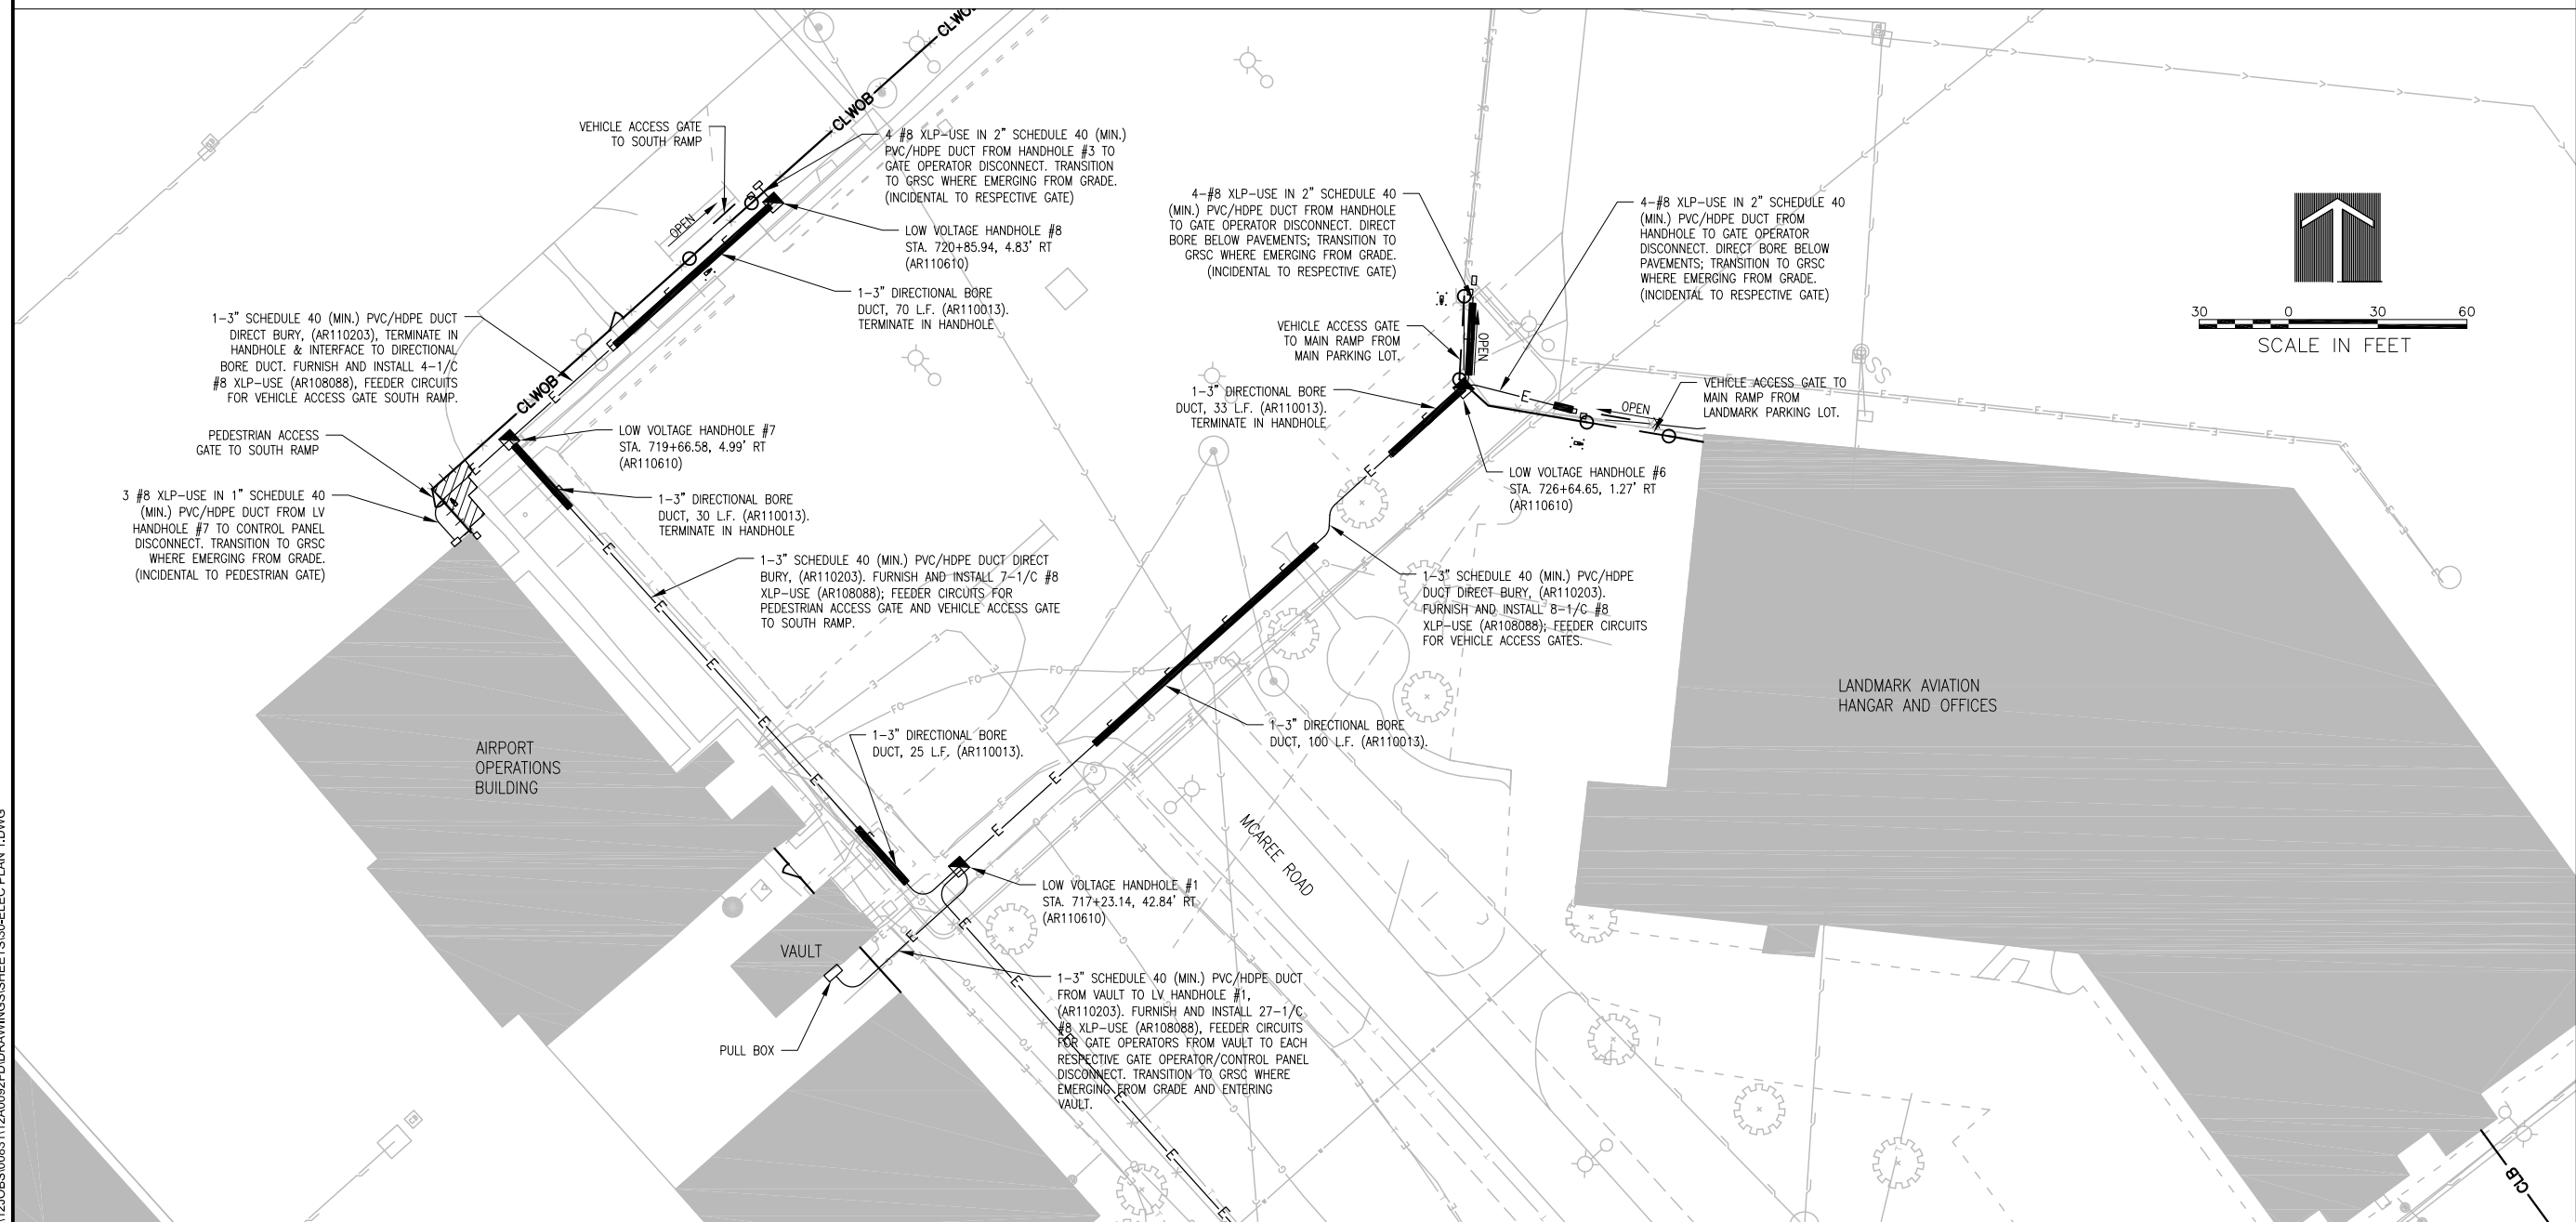 CLWOB
VEHICLE ACCESS GATE
TO SOUTH RAMP
CLWOB
4 #8 XLP-USE IN 2" SCHEDULE 40 (MIN.)
PVC/HDPE DUCT FROM HANDHOLE #3 TO
GATE OPERATOR DISCONNECT. TRANSITION
TO GRSC WHERE EMERGING FROM GRADE.
(INCIDENTAL TO RESPECTIVE GATE)
OPEN
LOW VOLTAGE HANDHOLE #8
STA. 720+85.94, 4.83' RT
(AR110610)
1-3" DIRECTIONAL BORE
DUCT, 70 L.F. (AR110013).
TERMINATE IN HANDHOLE
1-3" SCHEDULE 40 (MIN.) PVC/HDPE DUCT
DIRECT BURY, (AR110203), TERMINATE IN
HANDHOLE & INTERFACE TO DIRECTIONAL
BORE DUCT. FURNISH AND INSTALL 4-1/C
#8 XLP-USE (AR108088), FEEDER CIRCUITS
FOR VEHICLE ACCESS GATE SOUTH RAMP.
CLWOB
PEDESTRIAN ACCESS
GATE TO SOUTH RAMP
LOW VOLTAGE HANDHOLE #7
STA. 719+66.58, 4.99' RT
(AR110610)
3 #8 XLP-USE IN 1" SCHEDULE 40
(MIN.) PVC/HDPE DUCT FROM LV
HANDHOLE #7 TO CONTROL PANEL
DISCONNECT. TRANSITION TO GRSC
WHERE EMERGING FROM GRADE.
(INCIDENTAL TO PEDESTRIAN GATE)
1-3" DIRECTIONAL BORE
DUCT, 30 L.F. (AR110013).
TERMINATE IN HANDHOLE
1-3" SCHEDULE 40 (MIN.) PVC/HDPE DUCT DIRECT
BURY, (AR110203). FURNISH AND INSTALL 7-1/C #8
XLP-USE (AR108088); FEEDER CIRCUITS FOR
PEDESTRIAN ACCESS GATE AND VEHICLE ACCESS GATE
TO SOUTH RAMP.
4-#8 XLP-USE IN 2" SCHEDULE 40
(MIN.) PVC/HDPE DUCT FROM HANDHOLE
TO GATE OPERATOR DISCONNECT. DIRECT
BORE BELOW PAVEMENTS; TRANSITION TO
GRSC WHERE EMERGING FROM GRADE.
(INCIDENTAL TO RESPECTIVE GATE)
4-#8 XLP-USE IN 2" SCHEDULE 40
(MIN.) PVC/HDPE DUCT FROM
HANDHOLE TO GATE OPERATOR
DISCONNECT. DIRECT BORE BELOW
PAVEMENTS; TRANSITION TO GRSC
WHERE EMERGING FROM GRADE.
(INCIDENTAL TO RESPECTIVE GATE)
30 0 30 60
SCALE IN FEET
VEHICLE ACCESS GATE
TO MAIN RAMP FROM
MAIN PARKING LOT.
OPEN
SS
1-3" DIRECTIONAL BORE
DUCT, 33 L.F. (AR110013).
TERMINATE IN HANDHOLE
E
OPEN
VEHICLE ACCESS GATE TO
MAIN RAMP FROM
LANDMARK PARKING LOT.
LOW VOLTAGE HANDHOLE #6
STA. 726+64.65, 1.27' RT
(AR110610)
1-3" SCHEDULE 40 (MIN.) PVC/HDPE
DUCT DIRECT BURY, (AR110203).
FURNISH AND INSTALL 8-1/C #8
XLP-USE (AR108088); FEEDER CIRCUITS
FOR VEHICLE ACCESS GATES.
LANDMARK AVIATION
HANGAR AND OFFICES
1-3" DIRECTIONAL BORE
DUCT, 100 L.F. (AR110013).
AIRPORT
OPERATIONS
BUILDING
1-3" DIRECTIONAL BORE
DUCT, 25 L.F. (AR110013).
MCAREE ROAD
LOW VOLTAGE HANDHOLE #1
STA. 717+23.14, 42.84' RT
(AR110610)
VAULT
PULL BOX
1-3" SCHEDULE 40 (MIN.) PVC/HDPE DUCT
FROM VAULT TO LV HANDHOLE #1,
(AR110203). FURNISH AND INSTALL 27-1/C
#8 XLP-USE (AR108088), FEEDER CIRCUITS
FOR GATE OPERATORS FROM VAULT TO EACH
RESPECTIVE GATE OPERATOR/CONTROL PANEL
DISCONNECT. TRANSITION TO GRSC WHERE
EMERGING FROM GRADE AND ENTERING
VAULT.
CLB